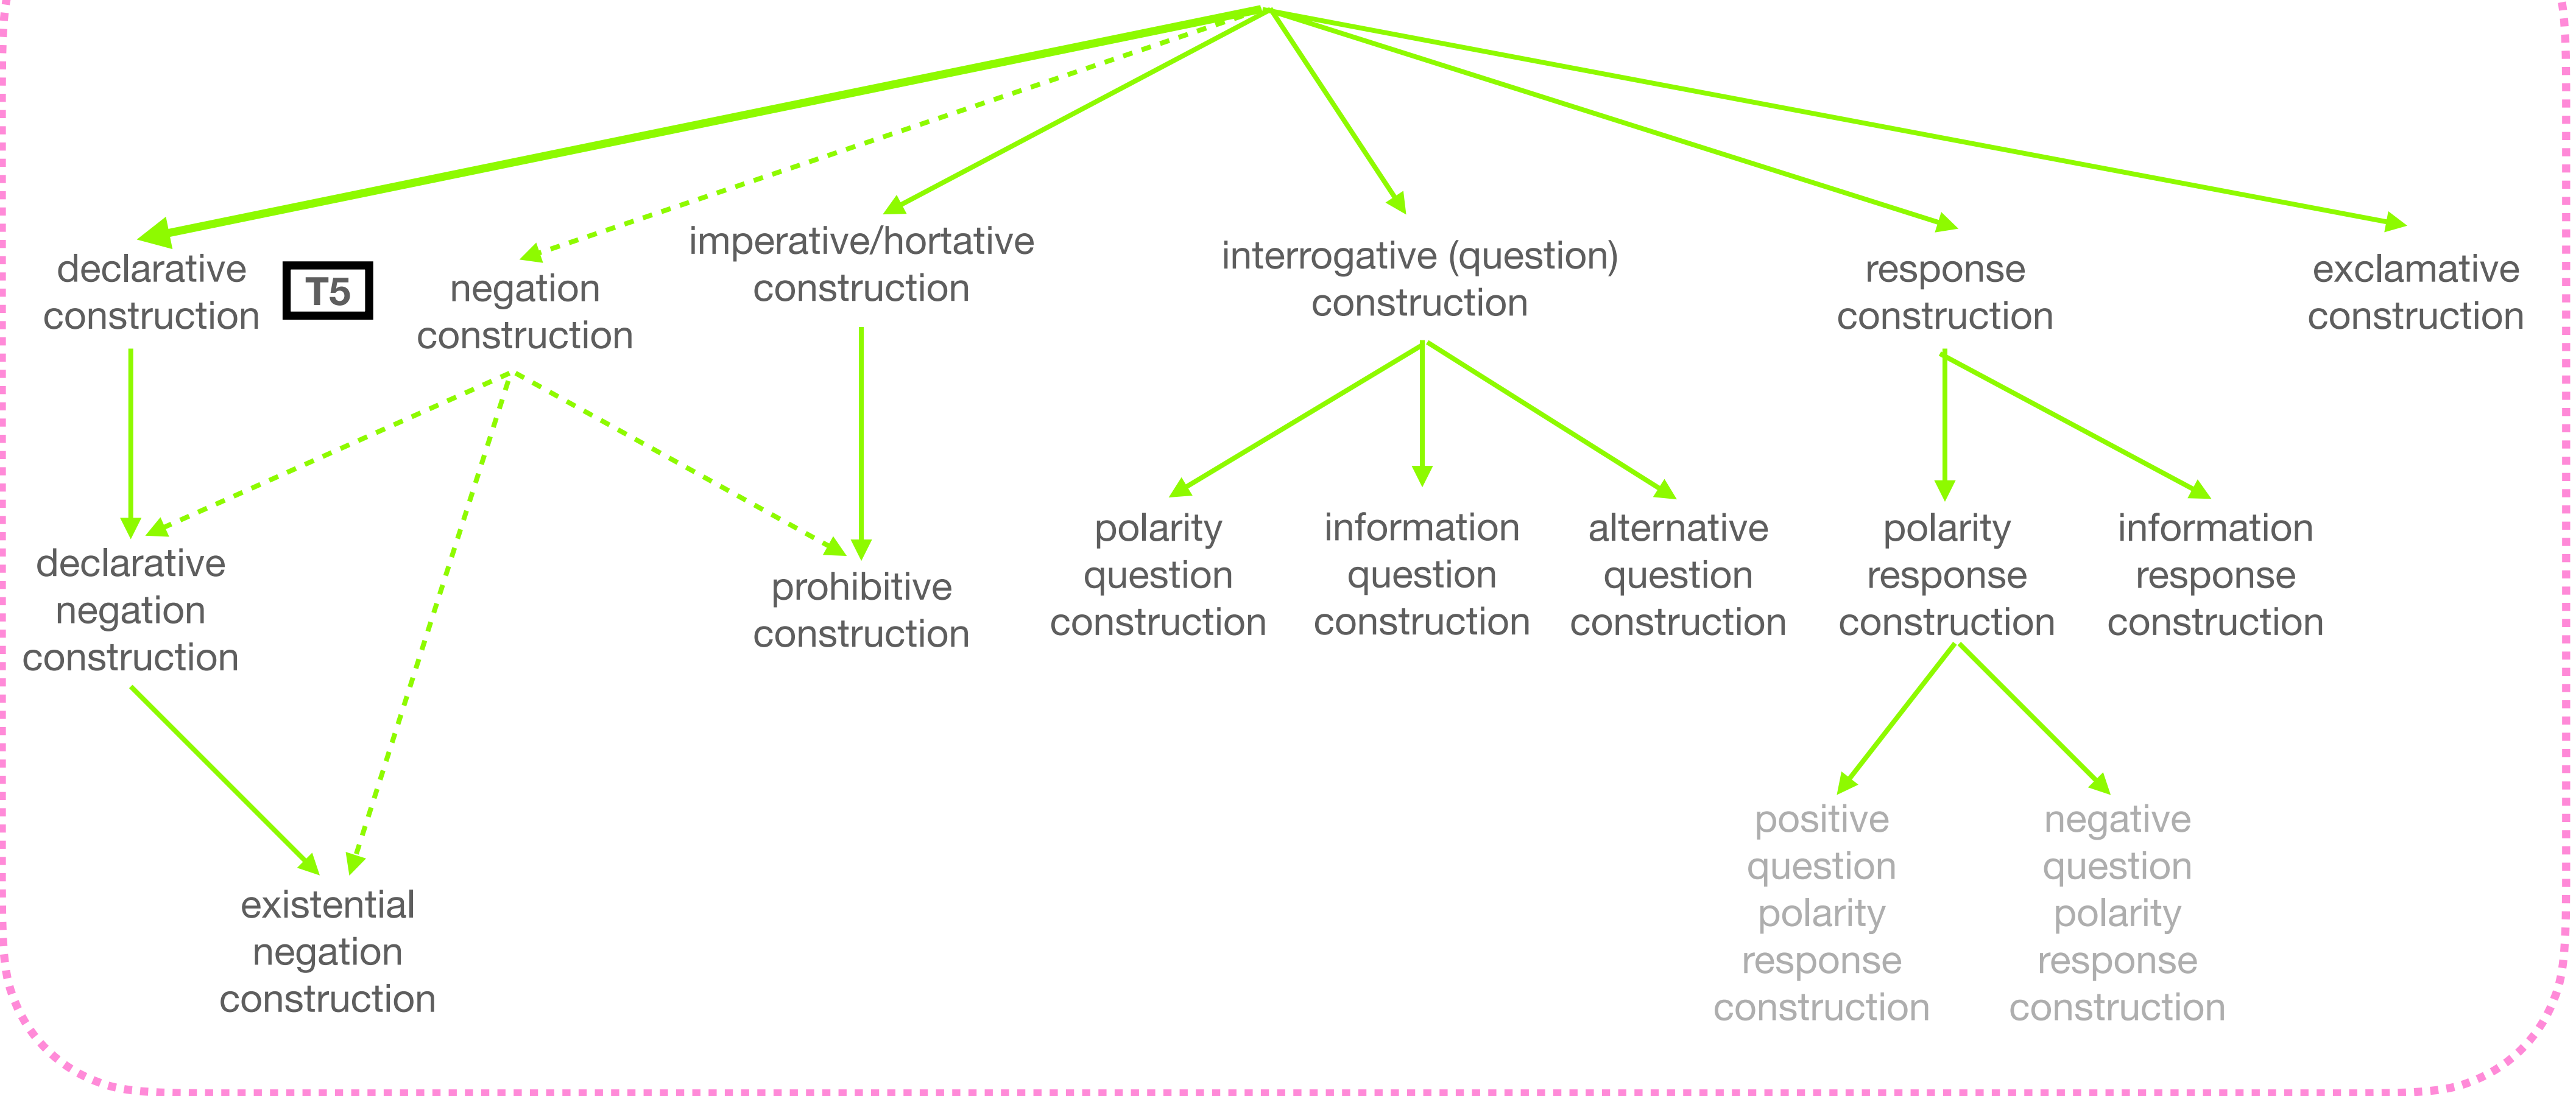 declarative
construction
T5
negation
construction
imperative/hortative
construction
interrogative (question)
construction
response
construction
exclamative
construction
declarative
negation
construction
prohibitive
construction
polarity
question
construction
information
question
construction
alternative
question
construction
polarity
response
construction
information
response
construction
existential
negation
construction
positive
question
polarity
response
construction
negative
question
polarity
response
construction